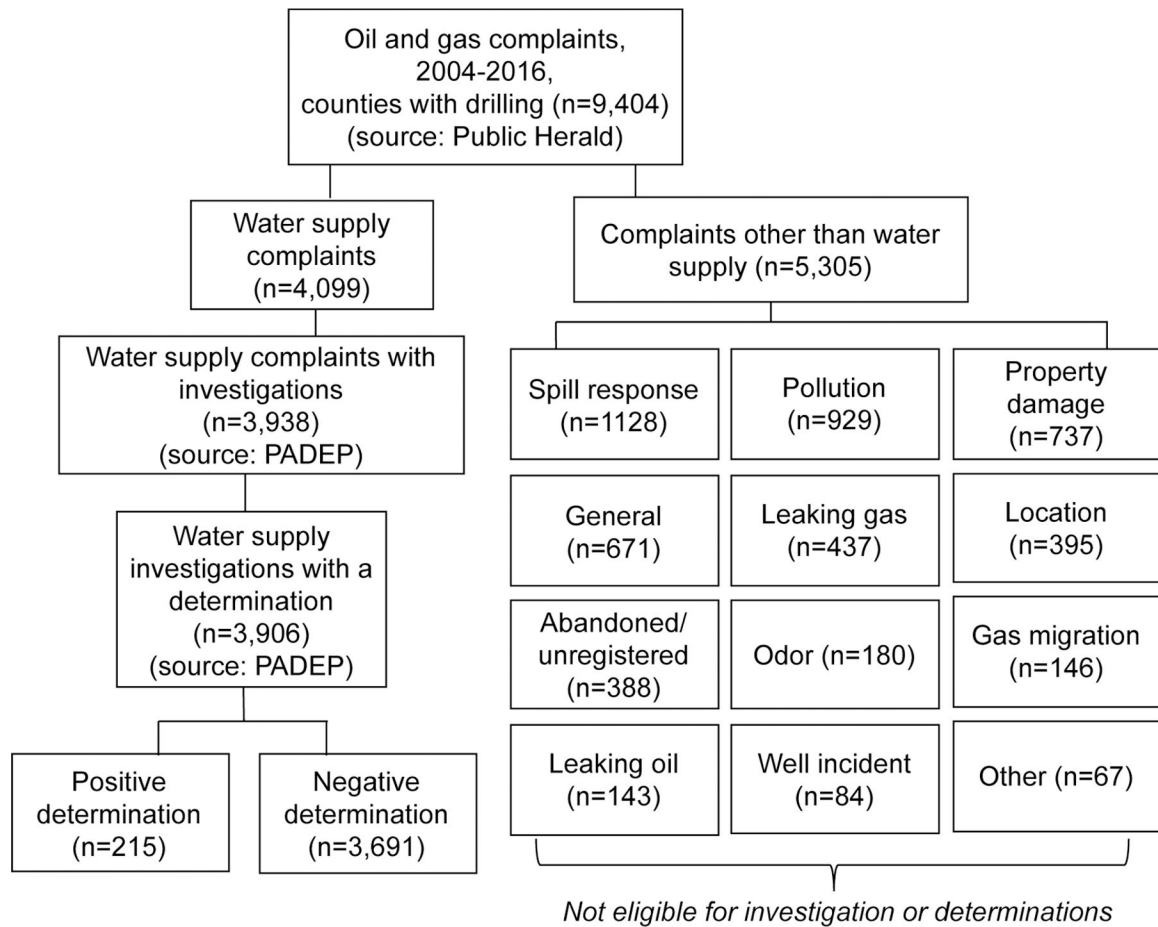 Oil and gas complaints,
2004-2016,
counties with drilling (n=9,404)
(source: Public Herald)
Water supply
complaints
(n=4,099)
Complaints other than water
supply (n=5,305)
Water supply complaints with
investigations
(n=3,938)
(source: PADEP)
Water supply
investigations with a
determination
(n=3,906)
(source: PADEP)
Positive
determination
(n=215)
Negative
determination
(n=3,691)
Spill response
(n=1128)
Pollution
(n=929)
Property
damage
(n=737)
General
(n=671)
Leaking gas
(n=437)
Location
(n=395)
Abandoned/
unregistered
(n=388)
Odor (n=180)
Gas migration
(n=146)
Leaking oil
(n=143)
Well incident
(n=84)
Other (n=67)
Not eligible for investigation or determinations